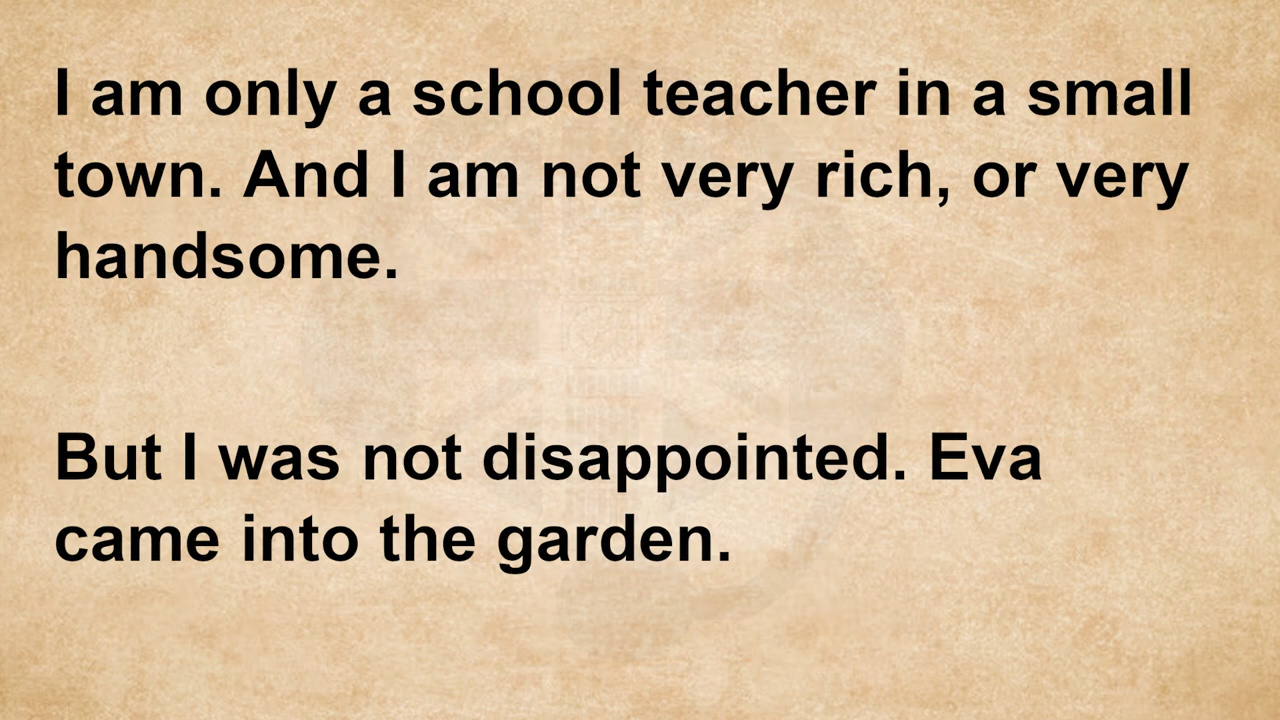 I am only a school teacher in a small
town. And I am not very rich, or very
handsome.
But I was not disappointed. Eva
came into the garden.